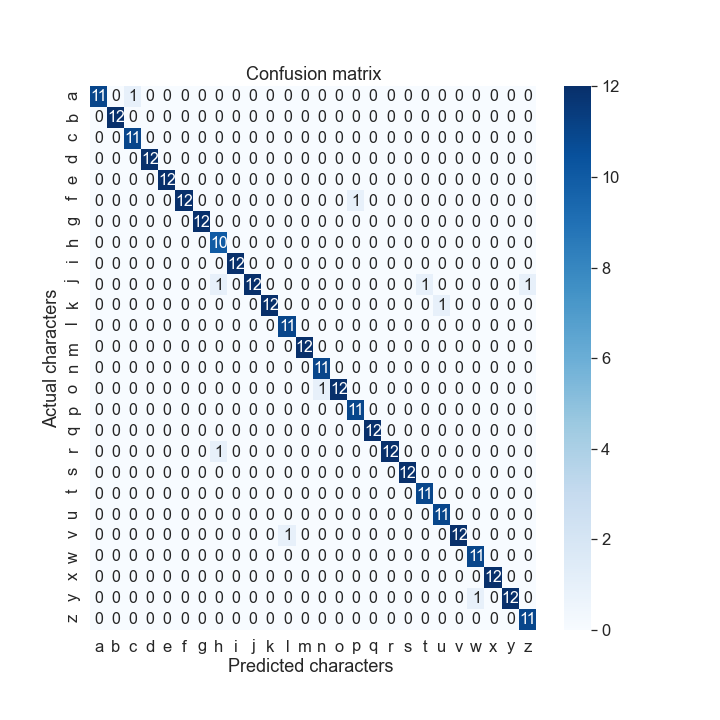 Confusion matrix
a 11 0 1 0 0 0 0 0 0 0 0 0 0 0 0 0 0 0 0 0 0 0 0 0 0 0
b 0 12 0 0 0 0 0 0 0 0 0 0 0 0 0 0 0 0 0 0 0 0 0 0 0 0
c 0 0 11 0 0 0 0 0 0 0 0 0 0 0 0 0 0 0 0 0 0 0 0 0 0 0
d 0 0 0 12 0 0 0 0 0 0 0 0 0 0 0 0 0 0 0 0 0 0 0 0 0 0
e 0 0 0 0 12 0 0 0 0 0 0 0 0 0 0 0 0 0 0 0 0 0 0 0 0 0
f 0 0 0 0 0 12 0 0 0 0 0 0 0 0 0 1 0 0 0 0 0 0 0 0 0 0
g 0 0 0 0 0 0 12 0 0 0 0 0 0 0 0 0 0 0 0 0 0 0 0 0 0 0
h 0 0 0 0 0 0 0 10 0 0 0 0 0 0 0 0 0 0 0 0 0 0 0 0 0 0
i 0 0 0 0 0 0 0 0 12 0 0 0 0 0 0 0 0 0 0 0 0 0 0 0 0 0
j 0 0 0 0 0 0 0 1 0 12 0 0 0 0 0 0 0 0 0 1 0 0 0 0 0 1
k 0 0 0 0 0 0 0 0 0 0 12 0 0 0 0 0 0 0 0 0 1 0 0 0 0 0
l 0 0 0 0 0 0 0 0 0 0 0 11 0 0 0 0 0 0 0 0 0 0 0 0 0 0
m 0 0 0 0 0 0 0 0 0 0 0 0 12 0 0 0 0 0 0 0 0 0 0 0 0 0
n 0 0 0 0 0 0 0 0 0 0 0 0 0 11 0 0 0 0 0 0 0 0 0 0 0 0
o 0 0 0 0 0 0 0 0 0 0 0 0 0 1 12 0 0 0 0 0 0 0 0 0 0 0
p 0 0 0 0 0 0 0 0 0 0 0 0 0 0 0 11 0 0 0 0 0 0 0 0 0 0
q 0 0 0 0 0 0 0 0 0 0 0 0 0 0 0 0 12 0 0 0 0 0 0 0 0 0
r 0 0 0 0 0 0 0 1 0 0 0 0 0 0 0 0 0 12 0 0 0 0 0 0 0 0
s 0 0 0 0 0 0 0 0 0 0 0 0 0 0 0 0 0 0 12 0 0 0 0 0 0 0
t 0 0 0 0 0 0 0 0 0 0 0 0 0 0 0 0 0 0 0 11 0 0 0 0 0 0
u 0 0 0 0 0 0 0 0 0 0 0 0 0 0 0 0 0 0 0 0 11 0 0 0 0 0
v 0 0 0 0 0 0 0 0 0 0 0 1 0 0 0 0 0 0 0 0 0 12 0 0 0 0
w 0 0 0 0 0 0 0 0 0 0 0 0 0 0 0 0 0 0 0 0 0 0 11 0 0 0
x 0 0 0 0 0 0 0 0 0 0 0 0 0 0 0 0 0 0 0 0 0 0 0 12 0 0
y 0 0 0 0 0 0 0 0 0 0 0 0 0 0 0 0 0 0 0 0 0 0 1 0 12 0
z 0 0 0 0 0 0 0 0 0 0 0 0 0 0 0 0 0 0 0 0 0 0 0 0 0 11
a b c d e f g h i j k l m n o p q r s t u v w x y z
Predicted characters
Actual characters
12
10
8
6
4
2
0